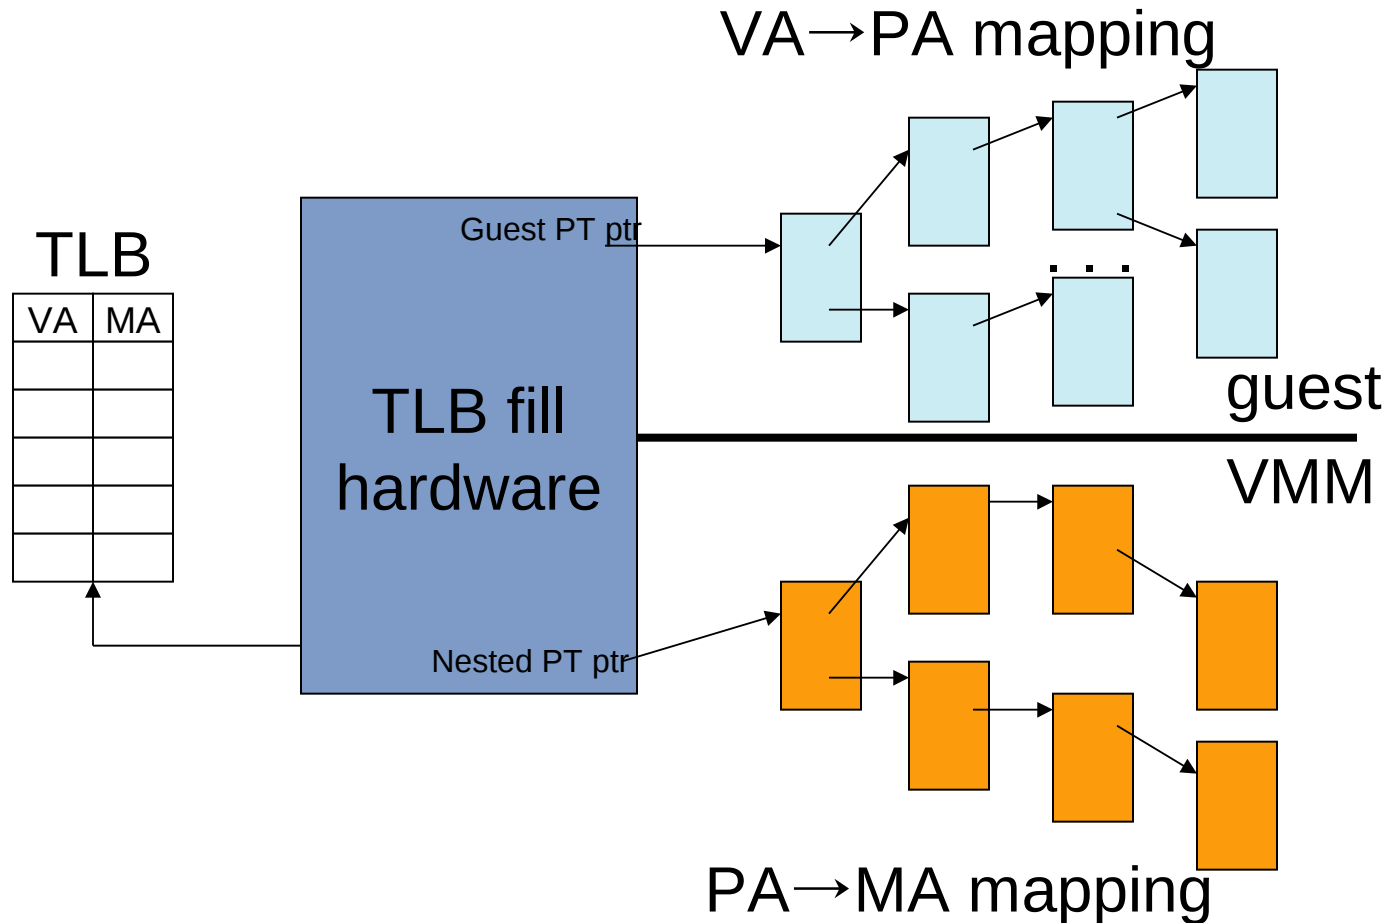 VA→PA mapping
Guest PT ptr
TLB
VA MA
. . .
guest
TLB fill
hardware
VMM
Nested PT ptr
PA→MA mapping